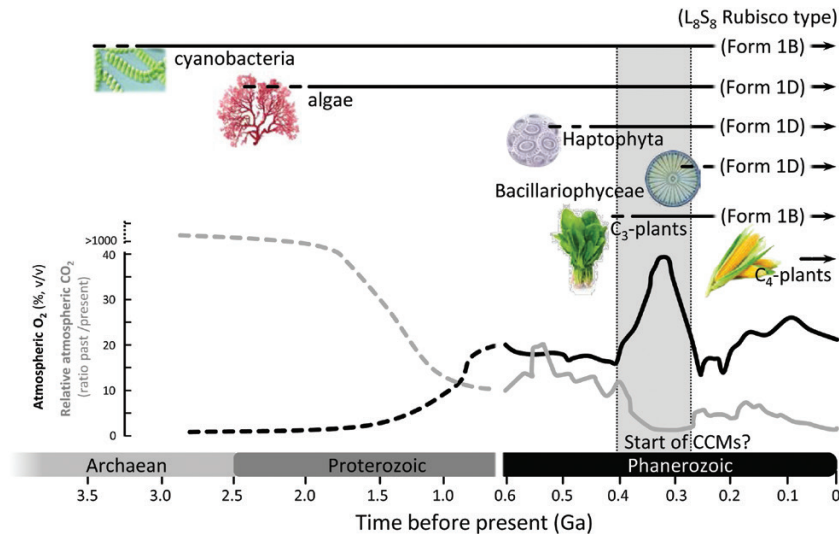 (L₈S₈ Rubisco type)
cyanobacteria
(Form 1B)
algae
(Form 1D)
Haptophyta
(Form 1D)
(Form 1D)
Bacillariophyceae
(Form 1B)
C₃-plants
C₄-plants
Atmospheric O₂ (%, v/v)
Relative atmospheric CO₂
(ratio past /present)
>1000
40
30
20
10
0
Start of CCMs?
Archaean Proterozoic Phanerozoic
3.5 3.0 2.5 2.0 1.5 1.0 0.6 0.5 0.4 0.3 0.2 0.1 0
Time before present (Ga)